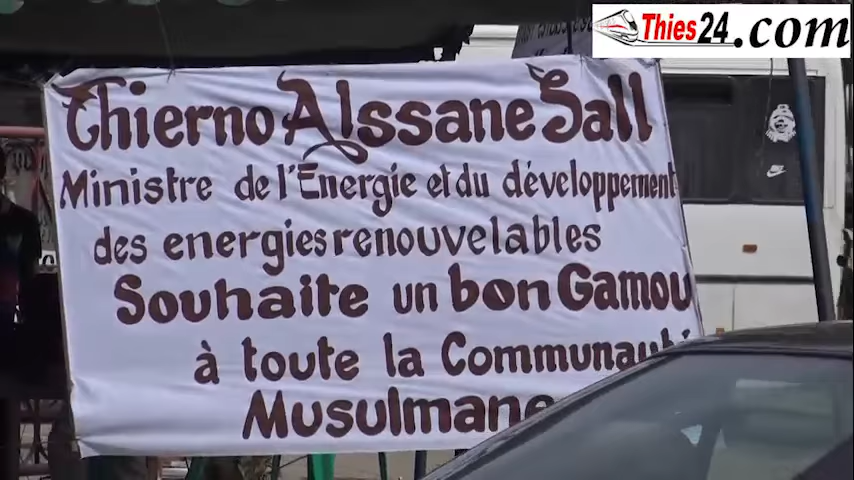 Thies24.com
Thierno Alssane Sall
Ministre de l'Energie et du développement
des energies renouvelables
Souhaite un bon Gamou
à toute la Communauté
Musulmane